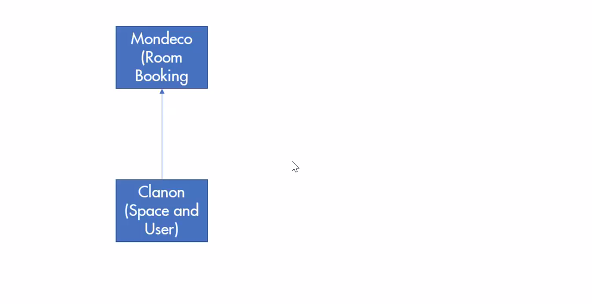 Mondeco
(Room
Booking
Clanon
(Space and
User)